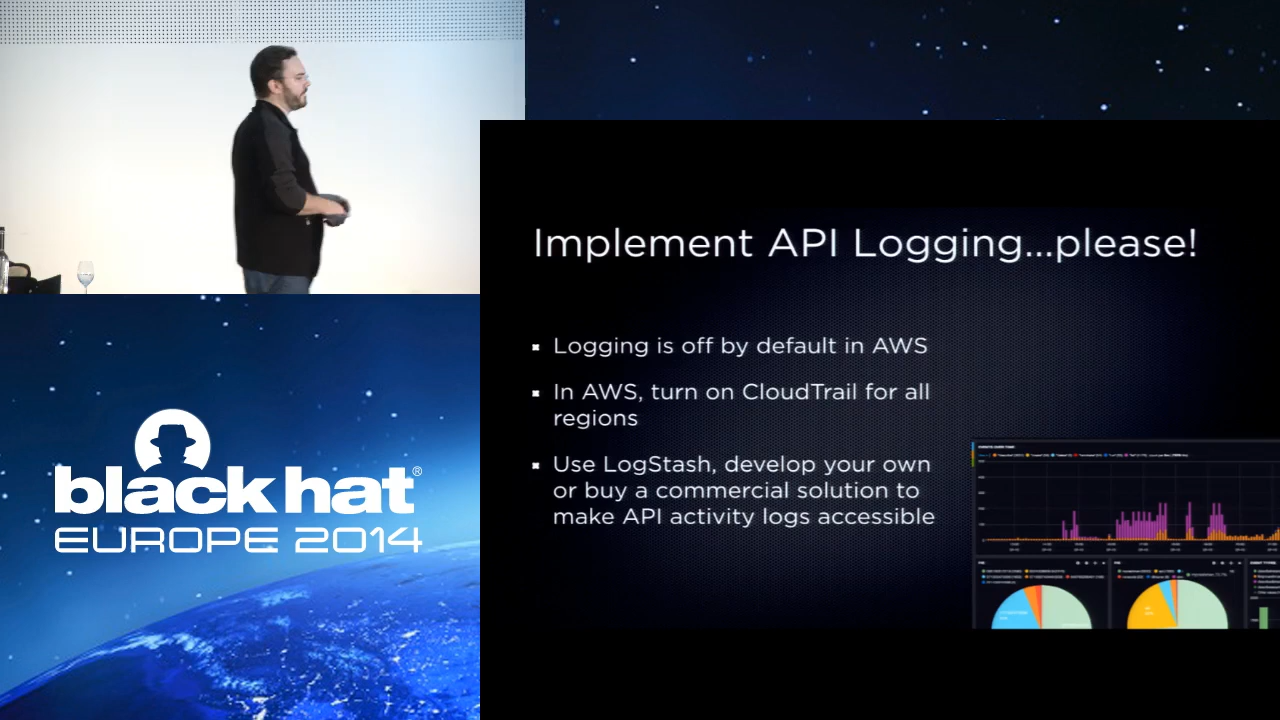 Implement API Logging...please!
Logging is off by default in AWS
In AWS, turn on CloudTrail for all
regions
Use LogStash, develop your own
or buy a commercial solution to
make API activity logs accessible
black hat®
EUROPE 2014